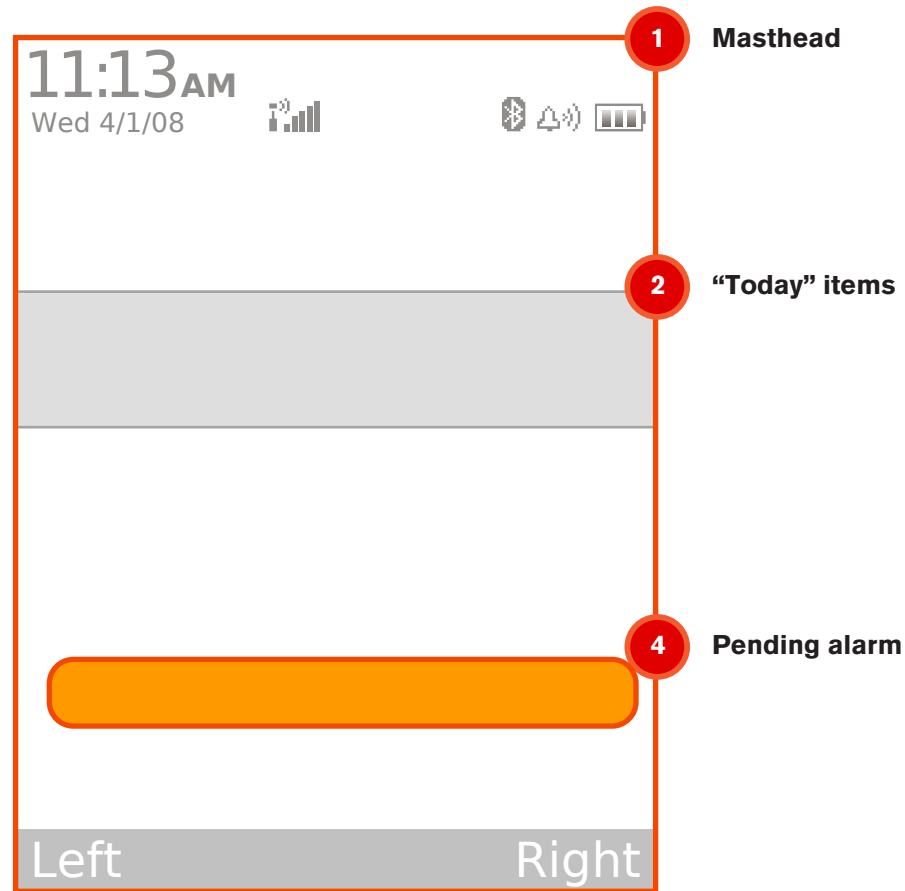 1 Masthead
11:13AM
Wed 4/1/08
2 “Today” items
4 Pending alarm
Left Right